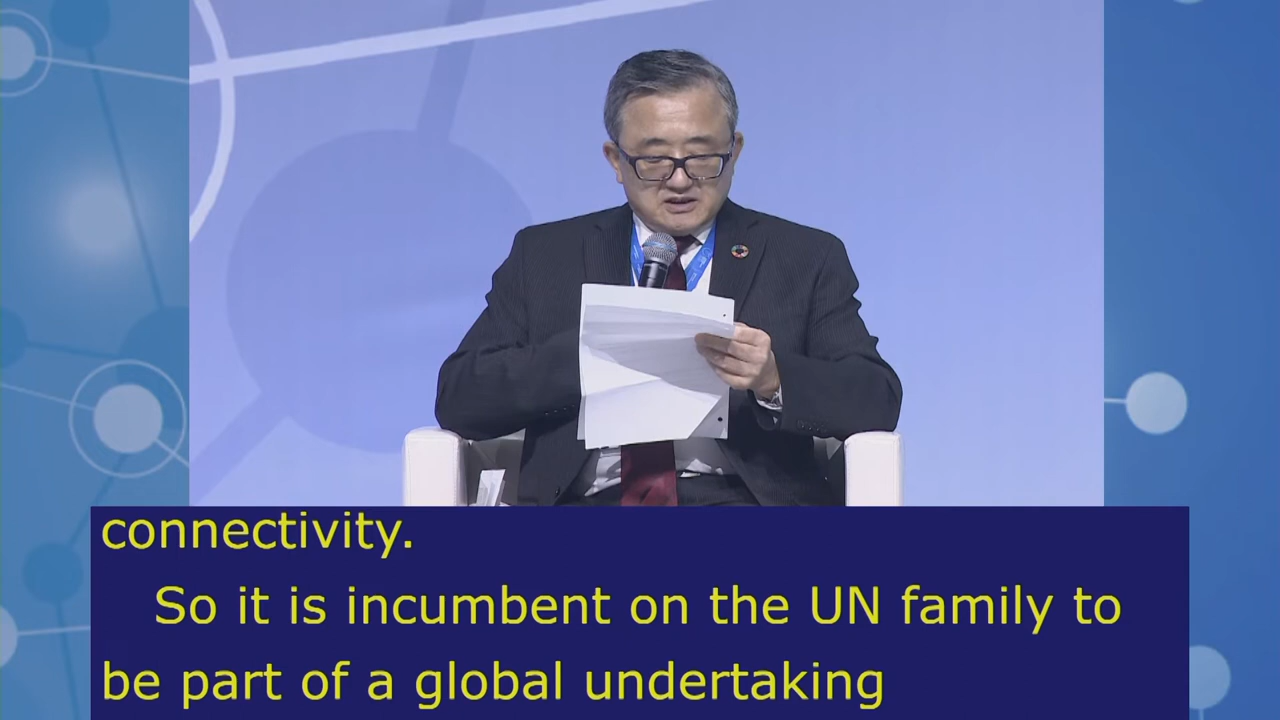 connectivity.
So it is incumbent on the UN family to
be part of a global undertaking